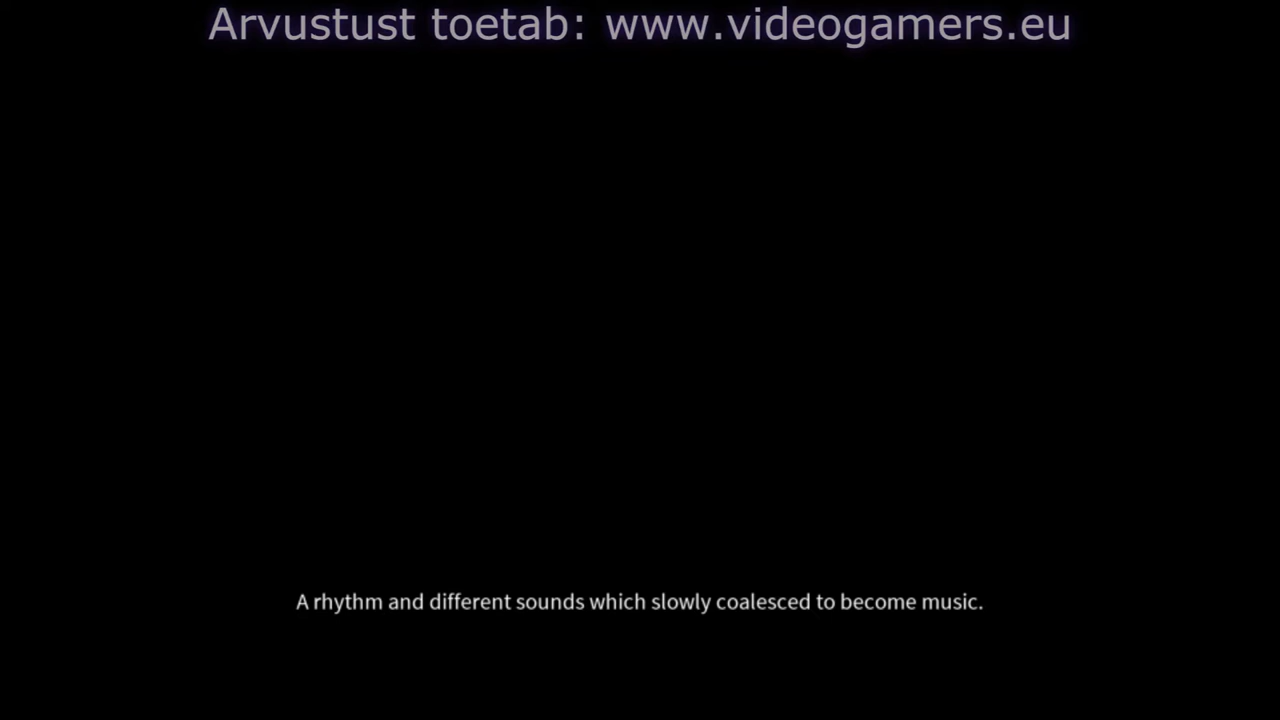 Arvustust toetab: www.videogamers.eu
A rhythm and different sounds which slowly coalesced to become music.